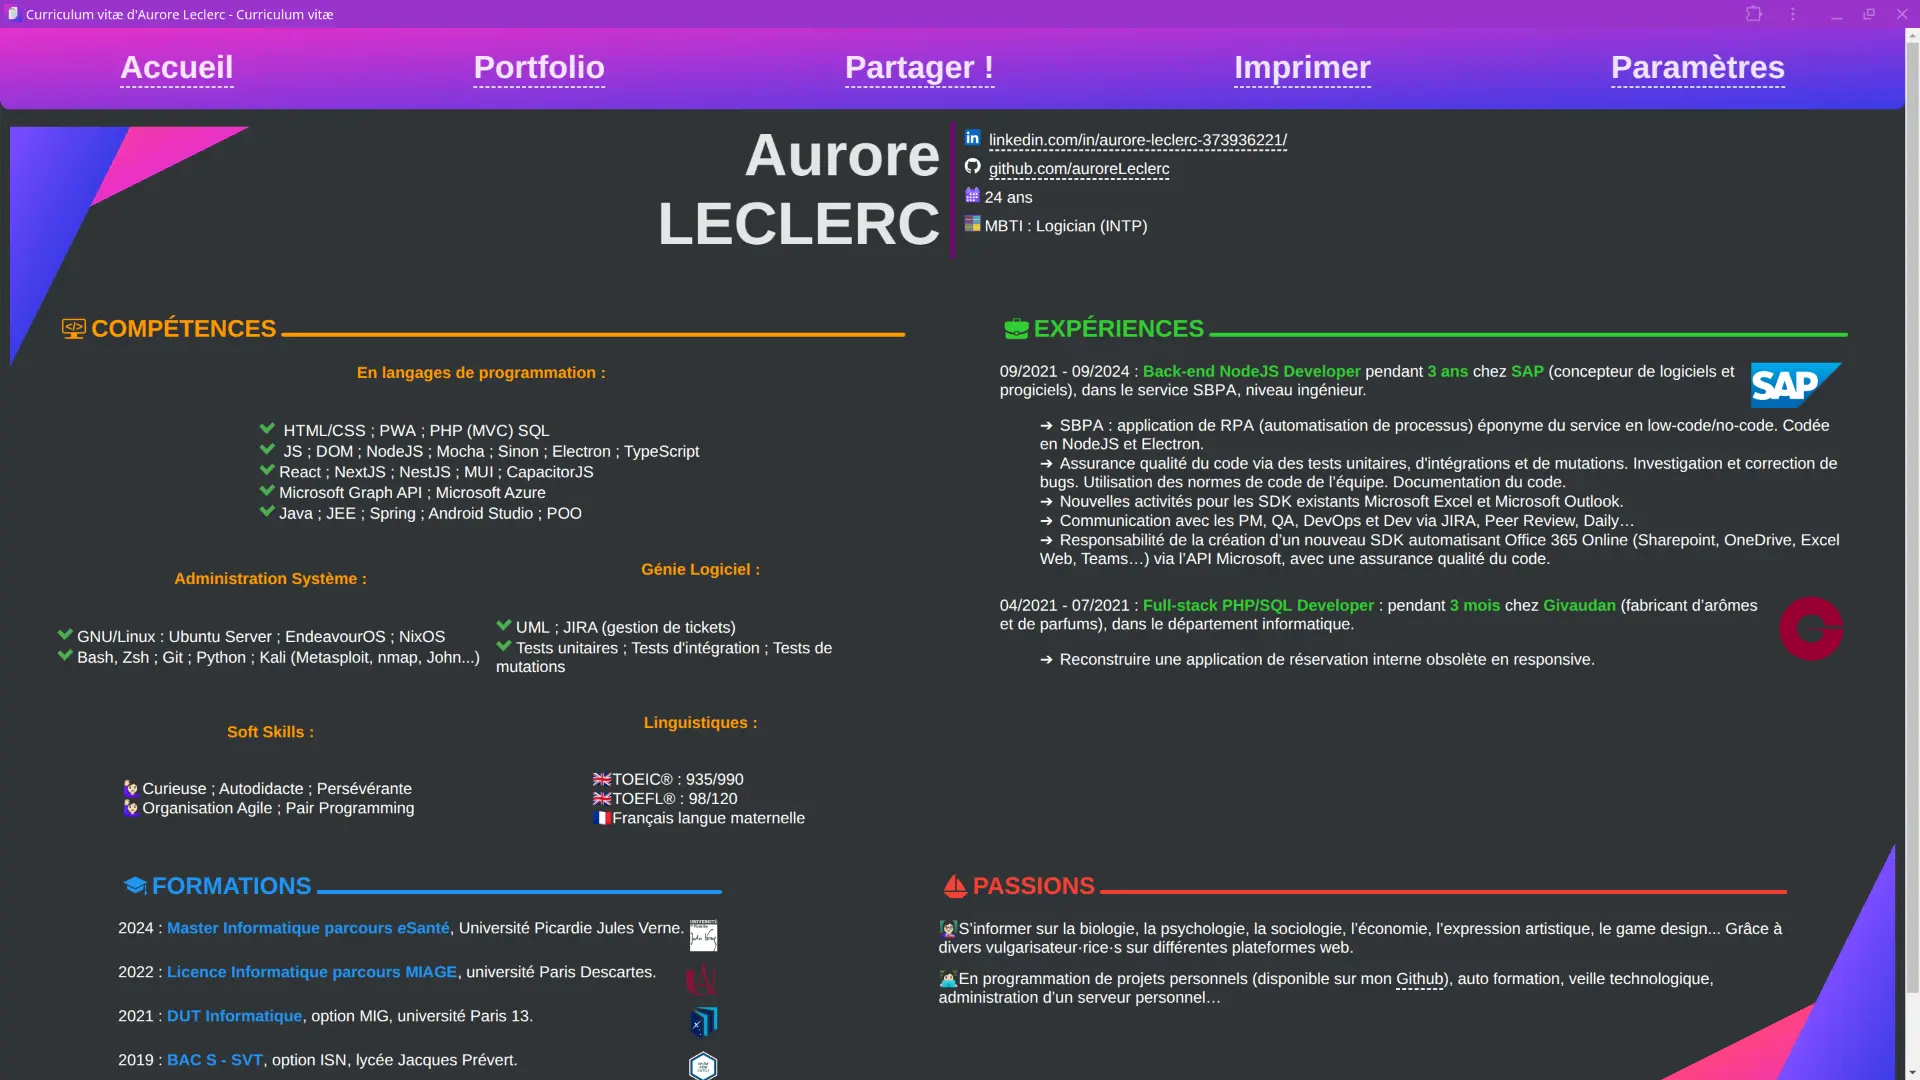 Curriculum vitæ d'Aurore Leclerc - Curriculum vitæ
Accueil
Portfolio
Partager !
Imprimer
Paramètres
Aurore
LECLERC
linkedin.com/in/aurore-leclerc-373936221/
github.com/auroreLeclerc
24 ans
MBTI : Logician (INTP)
COMPÉTENCES
En langages de programmation :
HTML/CSS ; PWA ; PHP (MVC) SQL
JS ; DOM ; NodeJS ; Mocha ; Sinon ; Electron ; TypeScript
React ; NextJS ; NestJS ; MUI ; CapacitorJS
Microsoft Graph API ; Microsoft Azure
Java ; JEE ; Spring ; Android Studio ; POO
Administration Système :
GNU/Linux : Ubuntu Server ; EndeavourOS ; NixOS
Bash, Zsh ; Git ; Python ; Kali (Metasploit, nmap, John...)
Génie Logiciel :
UML ; JIRA (gestion de tickets)
Tests unitaires ; Tests d'intégration ; Tests de
mutations
Soft Skills :
Curieuse ; Autodidacte ; Persévérante
Organisation Agile ; Pair Programming
Linguistiques :
TOEIC® : 935/990
TOEFL® : 98/120
Français langue maternelle
EXPÉRIENCES
09/2021 - 09/2024 : Back-end NodeJS Developer pendant 3 ans chez SAP (concepteur de logiciels et
progiciels), dans le service SBPA, niveau ingénieur.
SAP
➔ SBPA : application de RPA (automatisation de processus) éponyme du service en low-code/no-code. Codée
en NodeJS et Electron.
➔ Assurance qualité du code via des tests unitaires, d'intégrations et de mutations. Investigation et correction de
bugs. Utilisation des normes de code de l’équipe. Documentation du code.
➔ Nouvelles activités pour les SDK existants Microsoft Excel et Microsoft Outlook.
➔ Communication avec les PM, QA, DevOps et Dev via JIRA, Peer Review, Daily…
➔ Responsabilité de la création d’un nouveau SDK automatisant Office 365 Online (Sharepoint, OneDrive, Excel
Web, Teams…) via l’API Microsoft, avec une assurance qualité du code.
04/2021 - 07/2021 : Full-stack PHP/SQL Developer : pendant 3 mois chez Givaudan (fabricant d’arômes
et de parfums), dans le département informatique.
➔ Reconstruire une application de réservation interne obsolète en responsive.
FORMATIONS
2024 : Master Informatique parcours eSanté, Université Picardie Jules Verne.
2022 : Licence Informatique parcours MIAGE, université Paris Descartes.
2021 : DUT Informatique, option MIG, université Paris 13.
2019 : BAC S - SVT, option ISN, lycée Jacques Prévert.
PASSIONS
S’informer sur la biologie, la psychologie, la sociologie, l’économie, l’expression artistique, le game design... Grâce à
divers vulgarisateur·rice·s sur différentes plateformes web.
En programmation de projets personnels (disponible sur mon Github), auto formation, veille technologique,
administration d’un serveur personnel…